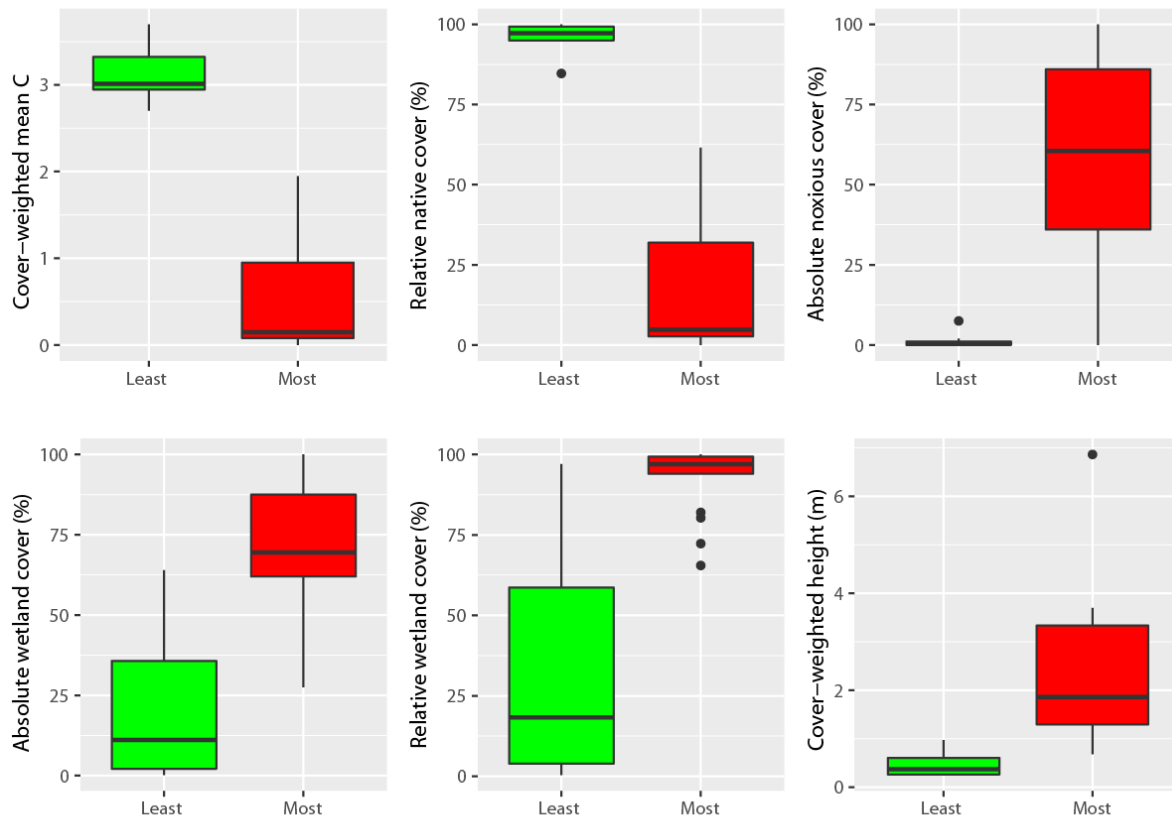 Cover−weighted mean C
3
2
1
0
Least Most
Relative native cover (%)
100
75
50
25
0
Least Most
Absolute noxious cover (%)
100
75
50
25
0
Least Most
Absolute wetland cover (%)
100
75
50
25
0
Least Most
Relative wetland cover (%)
100
75
50
25
0
Least Most
Cover−weighted height (m)
6
4
2
0
Least Most